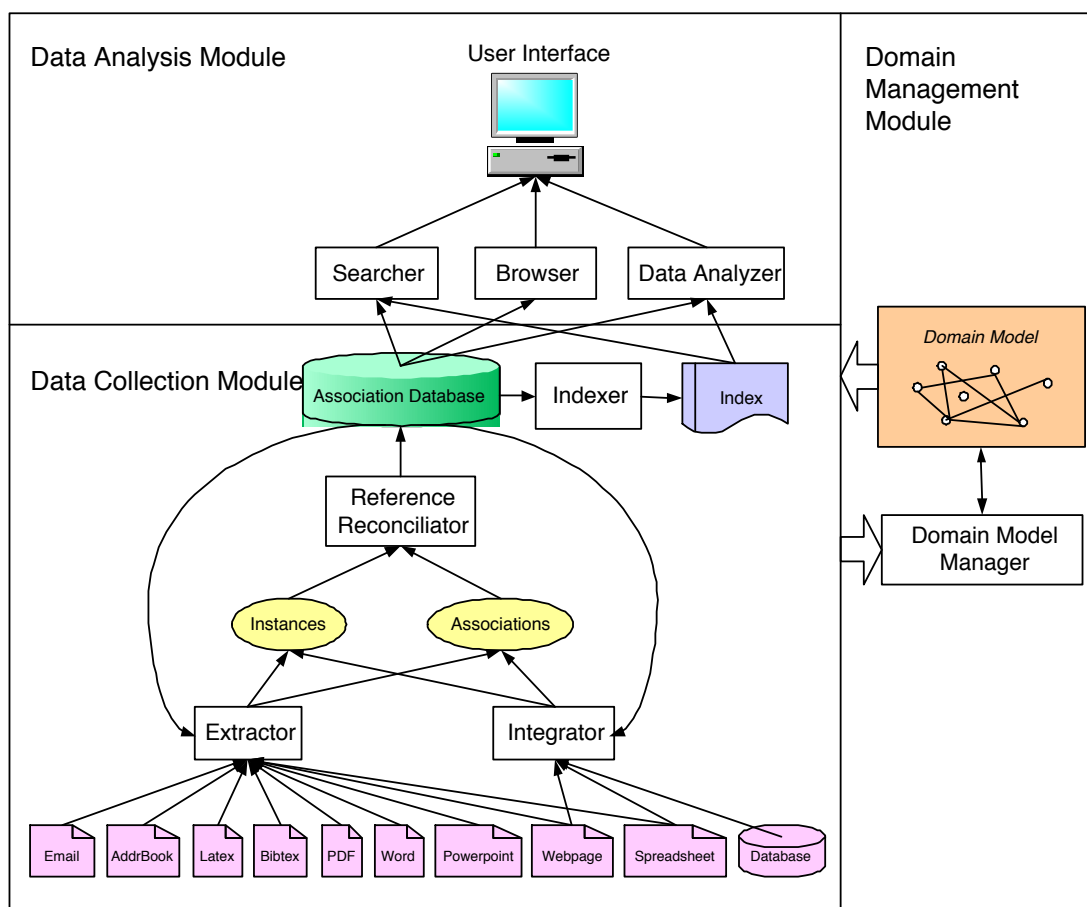 Data Analysis Module
User Interface
Domain
Management
Module
Searcher
Browser
Data Analyzer
Domain Model
Data Collection Module
Association Database
Indexer
Index
Reference
Reconciliator
Domain Model
Manager
Instances
Associations
Extractor
Integrator
Email
AddrBook
Latex
Bibtex
PDF
Word
Powerpoint
Webpage
Spreadsheet
Database